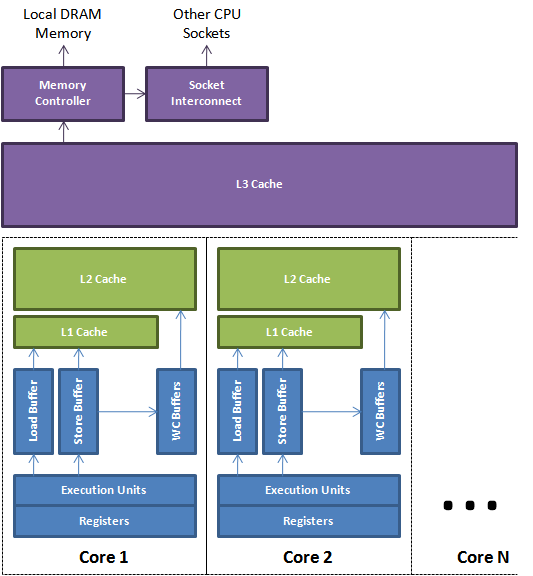 Local DRAM
Memory
Other CPU
Sockets
Memory
Controller
Socket
Interconnect
L3 Cache
L2 Cache
L1 Cache
Load Buffer
Store Buffer
WC Buffers
Execution Units
Registers
Core 1
L2 Cache
L1 Cache
Load Buffer
Store Buffer
WC Buffers
Execution Units
Registers
Core 2
...
Core N